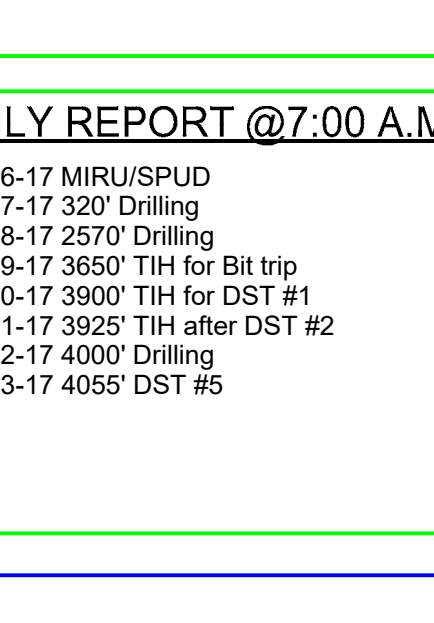 LY REPORT @7:00 A.M
6-17 MIRU/SPUD
7-17 320' Drilling
8-17 2570' Drilling
9-17 3650' TIH for Bit trip
0-17 3900' TIH for DST #1
1-17 3925' TIH after DST #2
2-17 4000' Drilling
3-17 4055' DST #5